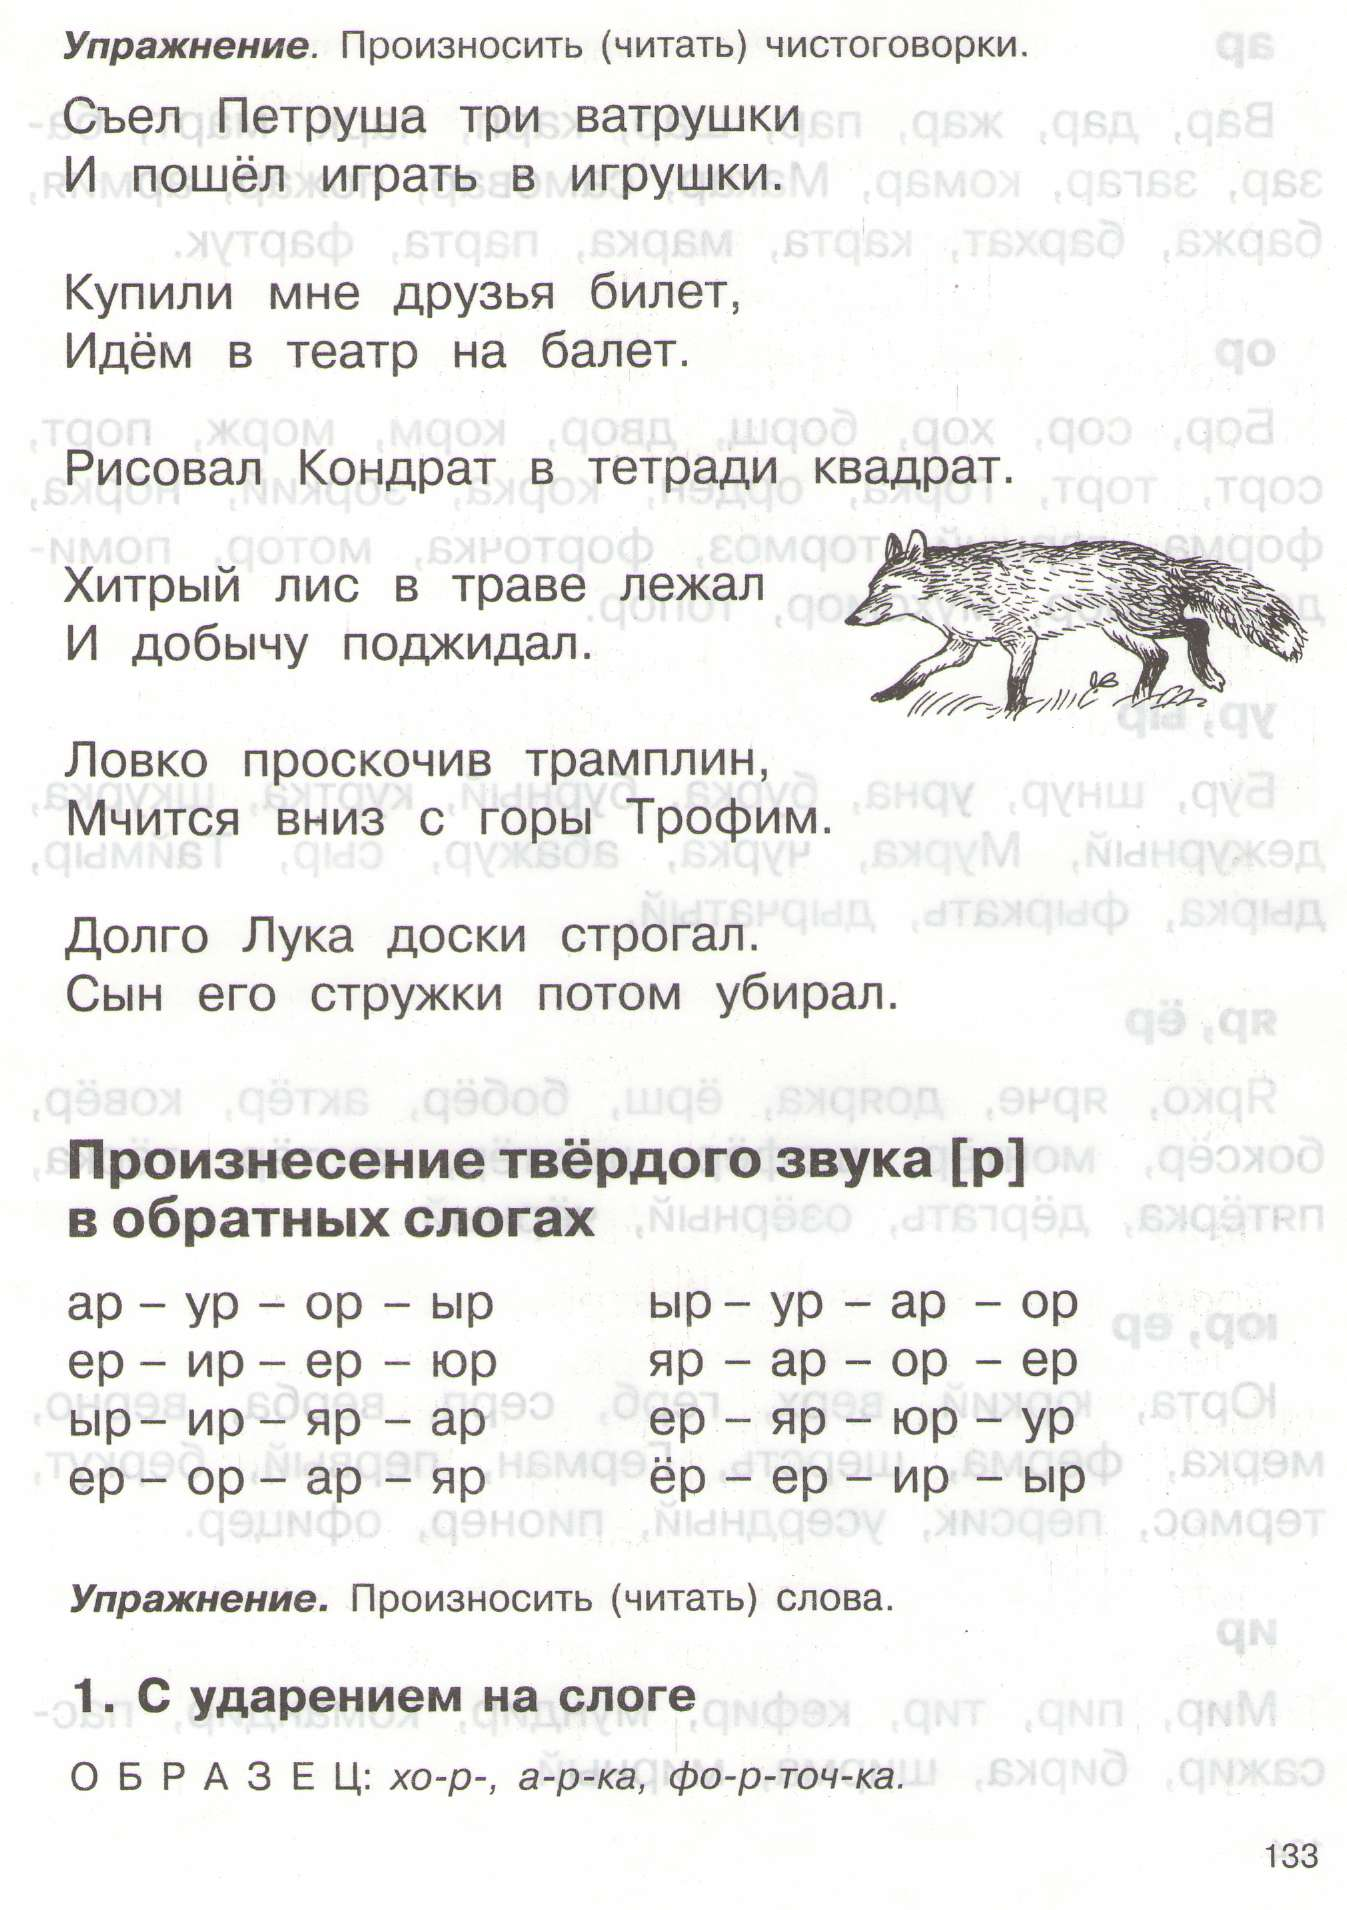 Упражнение. Произносить (читать) чистоговорки.
Съел Петруша три ватрушки
И пошёл играть в игрушки.
Купили мне друзья билет,
Идём в театр на балет.
Рисовал Кондрат в тетради квадрат.
Хитрый лис в траве лежал
И добычу поджидал.
Ловко проскочив трамплин,
Мчится вниз с горы Трофим.
Долго Лука доски строгал.
Сын его стружки потом убирал.
Произнесение твёрдого звука [р]
в обратных слогах
ар – ур – ор – ыр ыр – ур – ар – ор
ер – ир – ер – юр яр – ар – ор – ер
ыр – ир – яр – ар ер – яр – юр – ур
ер – ор – ар – яр ёр – ер – ир – ыр
Упражнение. Произносить (читать) слова.
1. С ударением на слоге
О Б Р А З Е Ц: хо-р-, а-р-ка, фо-р-точ-ка.
133